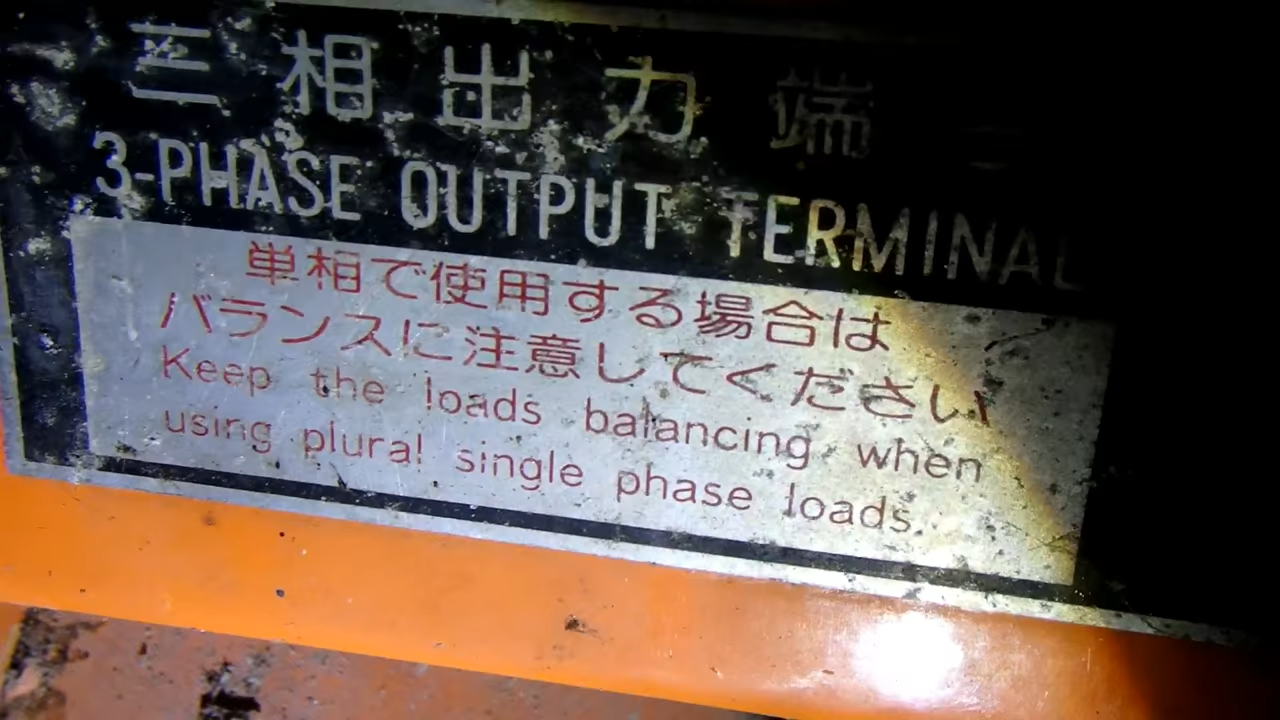 三相出力端
3-PHASE OUTPUT TERMINAL
単相で使用する場合は
バランスに注意してください
Keep the loads balancing when
using plural single phase loads.